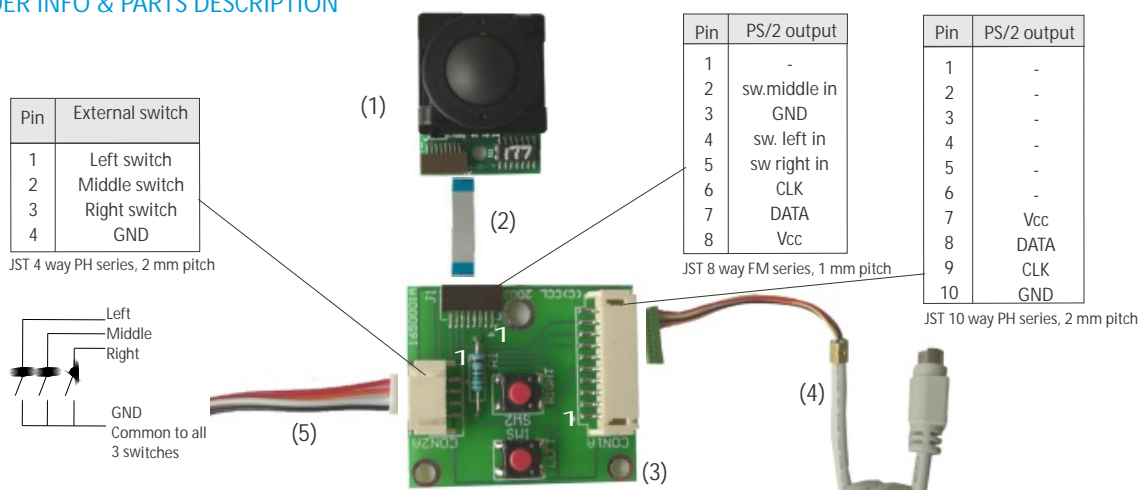 DER INFO & PARTS DESCRIPTION
Pin External switch
1 Left switch
2 Middle switch
3 Right switch
4 GND
JST 4 way PH series, 2 mm pitch
Left
Middle
Right
GND
Common to all
3 switches
(1)
(2)
Pin PS/2 output
1 -
2 sw.middle in
3 GND
4 sw. left in
5 sw right in
6 CLK
7 DATA
8 Vcc
JST 8 way FM series, 1 mm pitch
Pin PS/2 output
1 -
2 -
3 -
4 -
5 -
6 -
7 Vcc
8 DATA
9 CLK
10 GND
JST 10 way PH series, 2 mm pitch
177
J1
(C)CCL
1
1
R1
RIGHT
SW2
1
SW1
LEFT
CON2A
CON1A
(3)
(4)
(5)